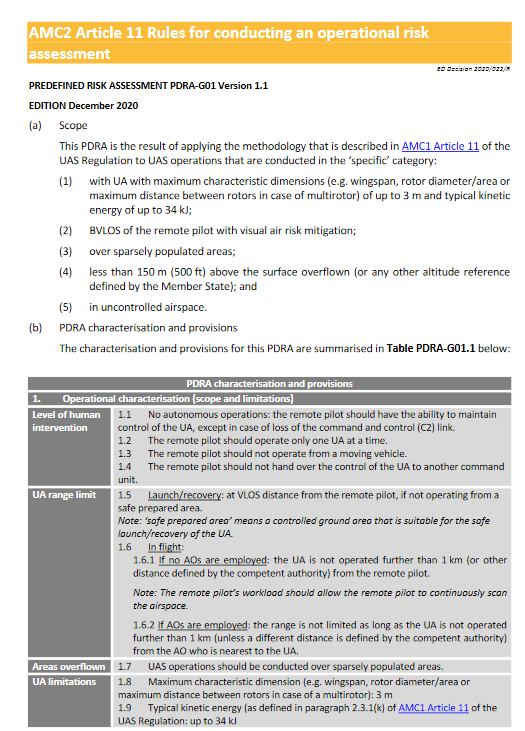 AMC2 Article 11 Rules for conducting an operational risk
assessment
ED Decision 2020/022/R
PREDEFINED RISK ASSESSMENT PDRA-G01 Version 1.1
EDITION December 2020
(a) Scope
This PDRA is the result of applying the methodology that is described in AMC1 Article 11 of the
UAS Regulation to UAS operations that are conducted in the ‘specific’ category:
(1) with UA with maximum characteristic dimensions (e.g. wingspan, rotor diameter/area or
maximum distance between rotors in case of multirotor) of up to 3 m and typical kinetic
energy of up to 34 kJ;
(2) BVLOS of the remote pilot with visual air risk mitigation;
(3) over sparsely populated areas;
(4) less than 150 m (500 ft) above the surface overflown (or any other altitude reference
defined by the Member State); and
(5) in uncontrolled airspace.
(b) PDRA characterisation and provisions
The characterisation and provisions for this PDRA are summarised in Table PDRA-G01.1 below:
PDRA characterisation and provisions
1. Operational characterisation (scope and limitations)
Level of human
intervention
1.1 No autonomous operations: the remote pilot should have the ability to maintain
control of the UA, except in case of loss of the command and control (C2) link.
1.2 The remote pilot should operate only one UA at a time.
1.3 The remote pilot should not operate from a moving vehicle.
1.4 The remote pilot should not hand over the control of the UA to another command
unit.
UA range limit
1.5 Launch/recovery: at VLOS distance from the remote pilot, if not operating from a
safe prepared area.
Note: ‘safe prepared area’ means a controlled ground area that is suitable for the safe
launch/recovery of the UA.
1.6 In flight:
1.6.1 If no AOs are employed: the UA is not operated further than 1 km (or other
distance defined by the competent authority) from the remote pilot.
Note: The remote pilot’s workload should allow the remote pilot to continuously scan
the airspace.
1.6.2 If AOs are employed: the range is not limited as long as the UA is not operated
further than 1 km (unless a different distance is defined by the competent authority)
from the AO who is nearest to the UA.
Areas overflown
1.7 UAS operations should be conducted over sparsely populated areas.
UA limitations
1.8 Maximum characteristic dimension (e.g. wingspan, rotor diameter/area or
maximum distance between rotors in case of a multirotor): 3 m
1.9 Typical kinetic energy (as defined in paragraph 2.3.1(k) of AMC1 Article 11 of the
UAS Regulation: up to 34 kJ